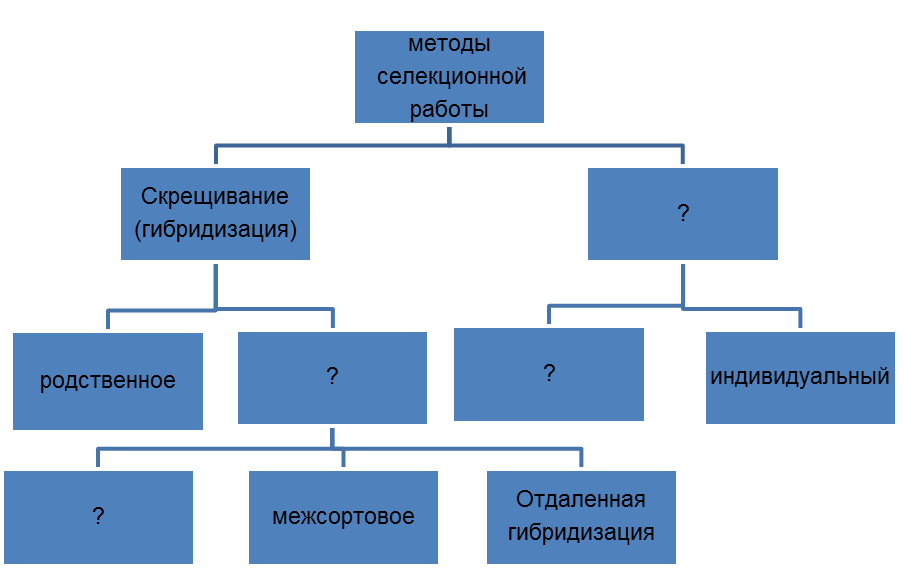 методы
селекционной
работы
Скрещивание
(гибридизация)
?
родственное
?
?
индивидуальный
?
межсортовое
Отдаленная
гибридизация